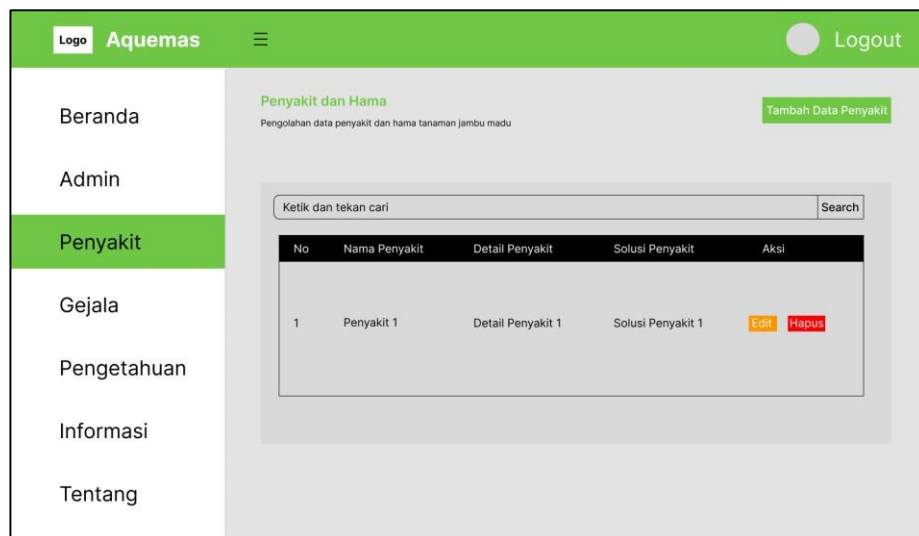 Logo Aquemas ☰ Logout
Beranda
Admin
Penyakit
Gejala
Pengetahuan
Informasi
Tentang
Penyakit dan Hama
Pengolahan data penyakit dan hama tanaman jambu madu
Tambah Data Penyakit
Ketik dan tekan cari Search
No Nama Penyakit Detail Penyakit Solusi Penyakit Aksi
1 Penyakit 1 Detail Penyakit 1 Solusi Penyakit 1 Edit Hapus